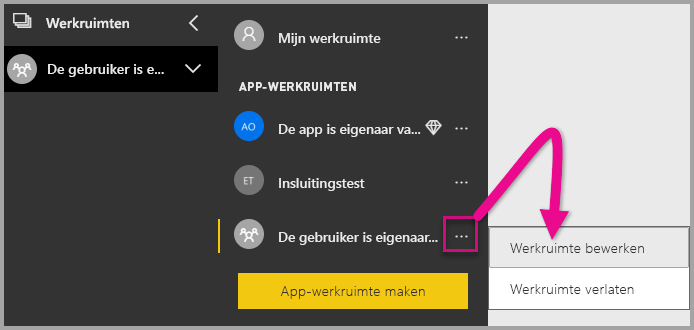 Werkruimten
De gebruiker is e...
Mijn werkruimte
APP-WERKRUIMTEN
AO
De app is eigenaar va...
ET
Insluitingstest
De gebruiker is eigenaar...
App-werkruimte maken
Werkruimte bewerken
Werkruimte verlaten